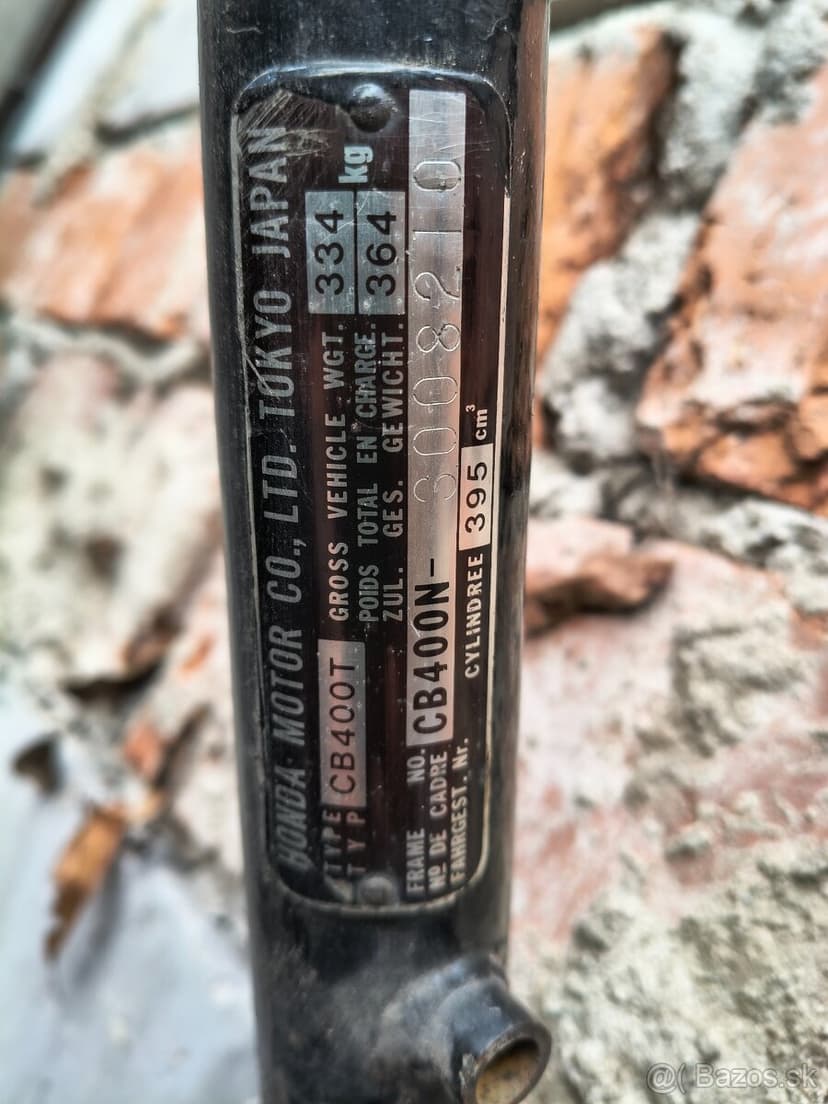 HONDA MOTOR CO., LTD. TOKYO JAPAN
TYPE
TYP
CB400T
GROSS VEHICLE WGT.
POIDS TOTAL EN CHARGE.
ZUL. GES. GEWICHT.
334
364
kg
FRAME NO.
Nº DE CADRE
FAHRGEST. Nr.
CB400N- 3008210
CYLINDREE 395 cm³
@( Bazos.sk